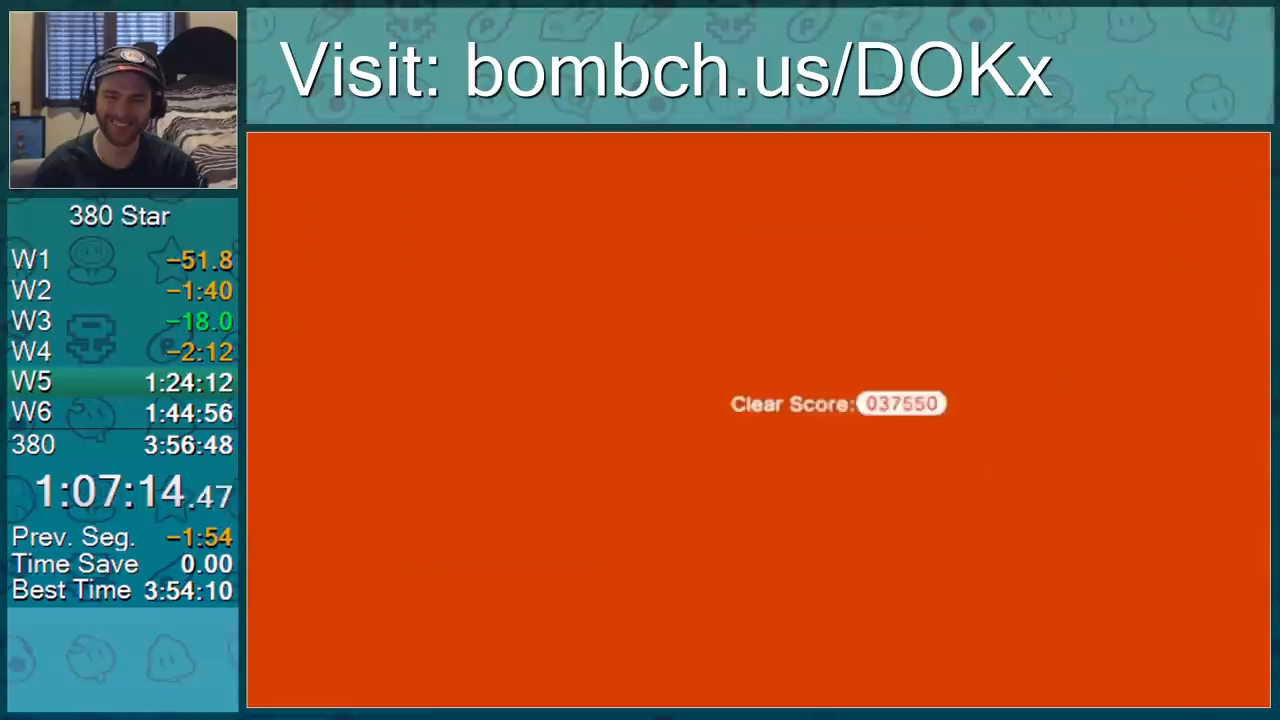 Visit: bombch.us/DOKx
380 Star
W1 −51.8
W2 −1:40
W3 −18.0
W4 −2:12
W5 1:24:12
W6 1:44:56
380 3:56:48
1:07:14.47
Prev. Seg. −1:54
Time Save 0.00
Best Time 3:54:10
Clear Score: 037550